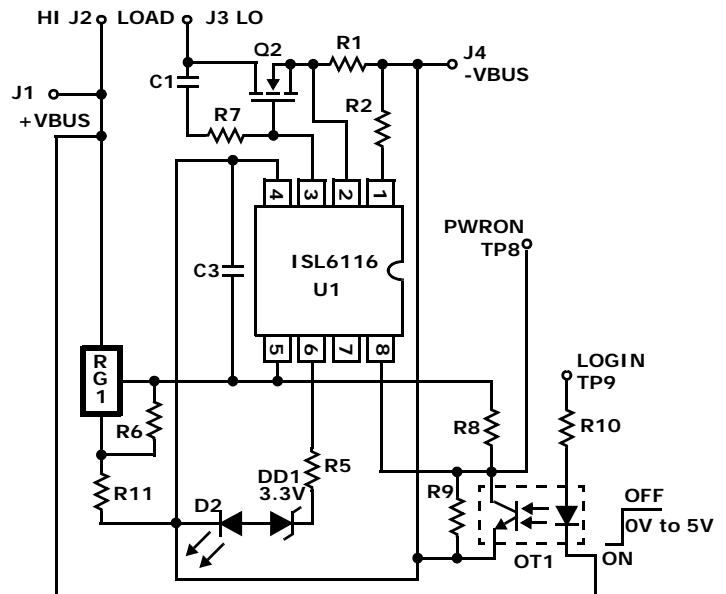 HI J2
LOAD
J3 LO
Q2
R1
J4
-VBUS
C1
J1
+VBUS
R7
R2
4
3
2
1
PWRON
TP8
ISL6116
U1
C3
5
6
7
8
RG1
LOGIN
TP9
R6
R8
R10
R11
DD1
3.3V
R5
D2
R9
OFF
0V to 5V
ON
OT1